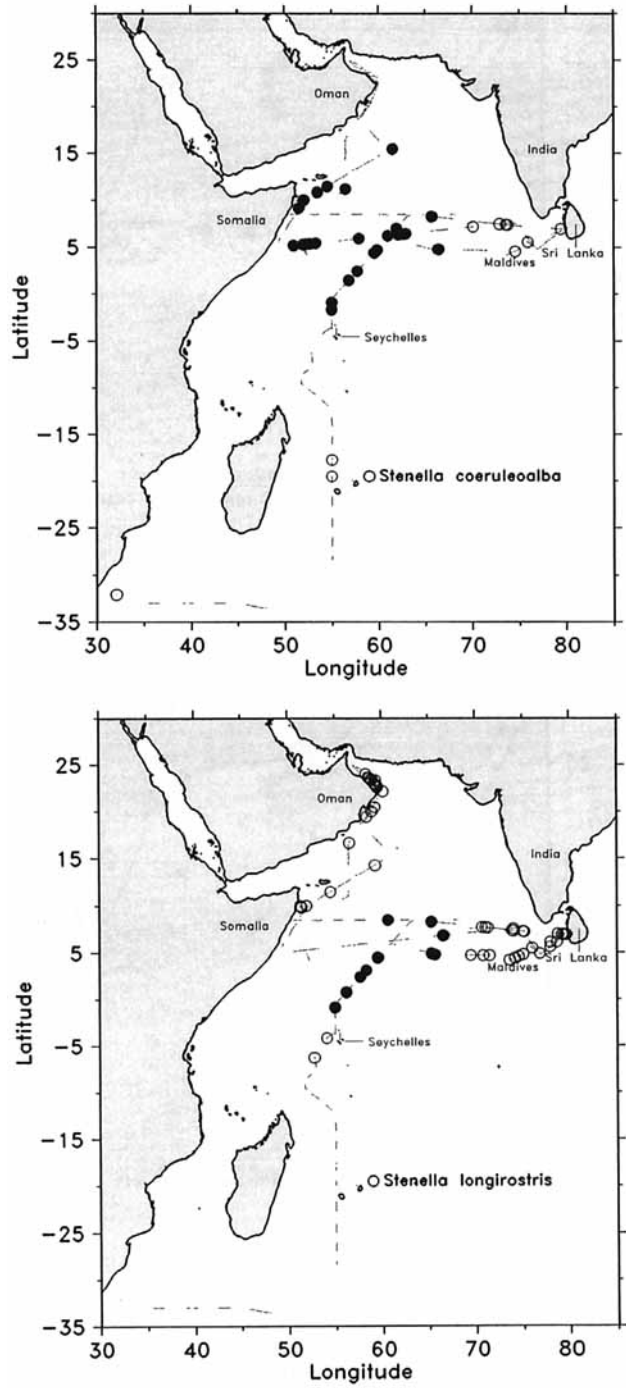 25
15
5
−5
−15
−25
−35
Latitude
Oman
India
Somalia
Maldives
Sri Lanka
Seychelles
Stenella coeruleoalba
30 40 50 60 70 80
Longitude
25
15
5
−5
−15
−25
−35
Latitude
Oman
India
Somalia
Maldives
Sri Lanka
Seychelles
Stenella longirostris
30 40 50 60 70 80
Longitude